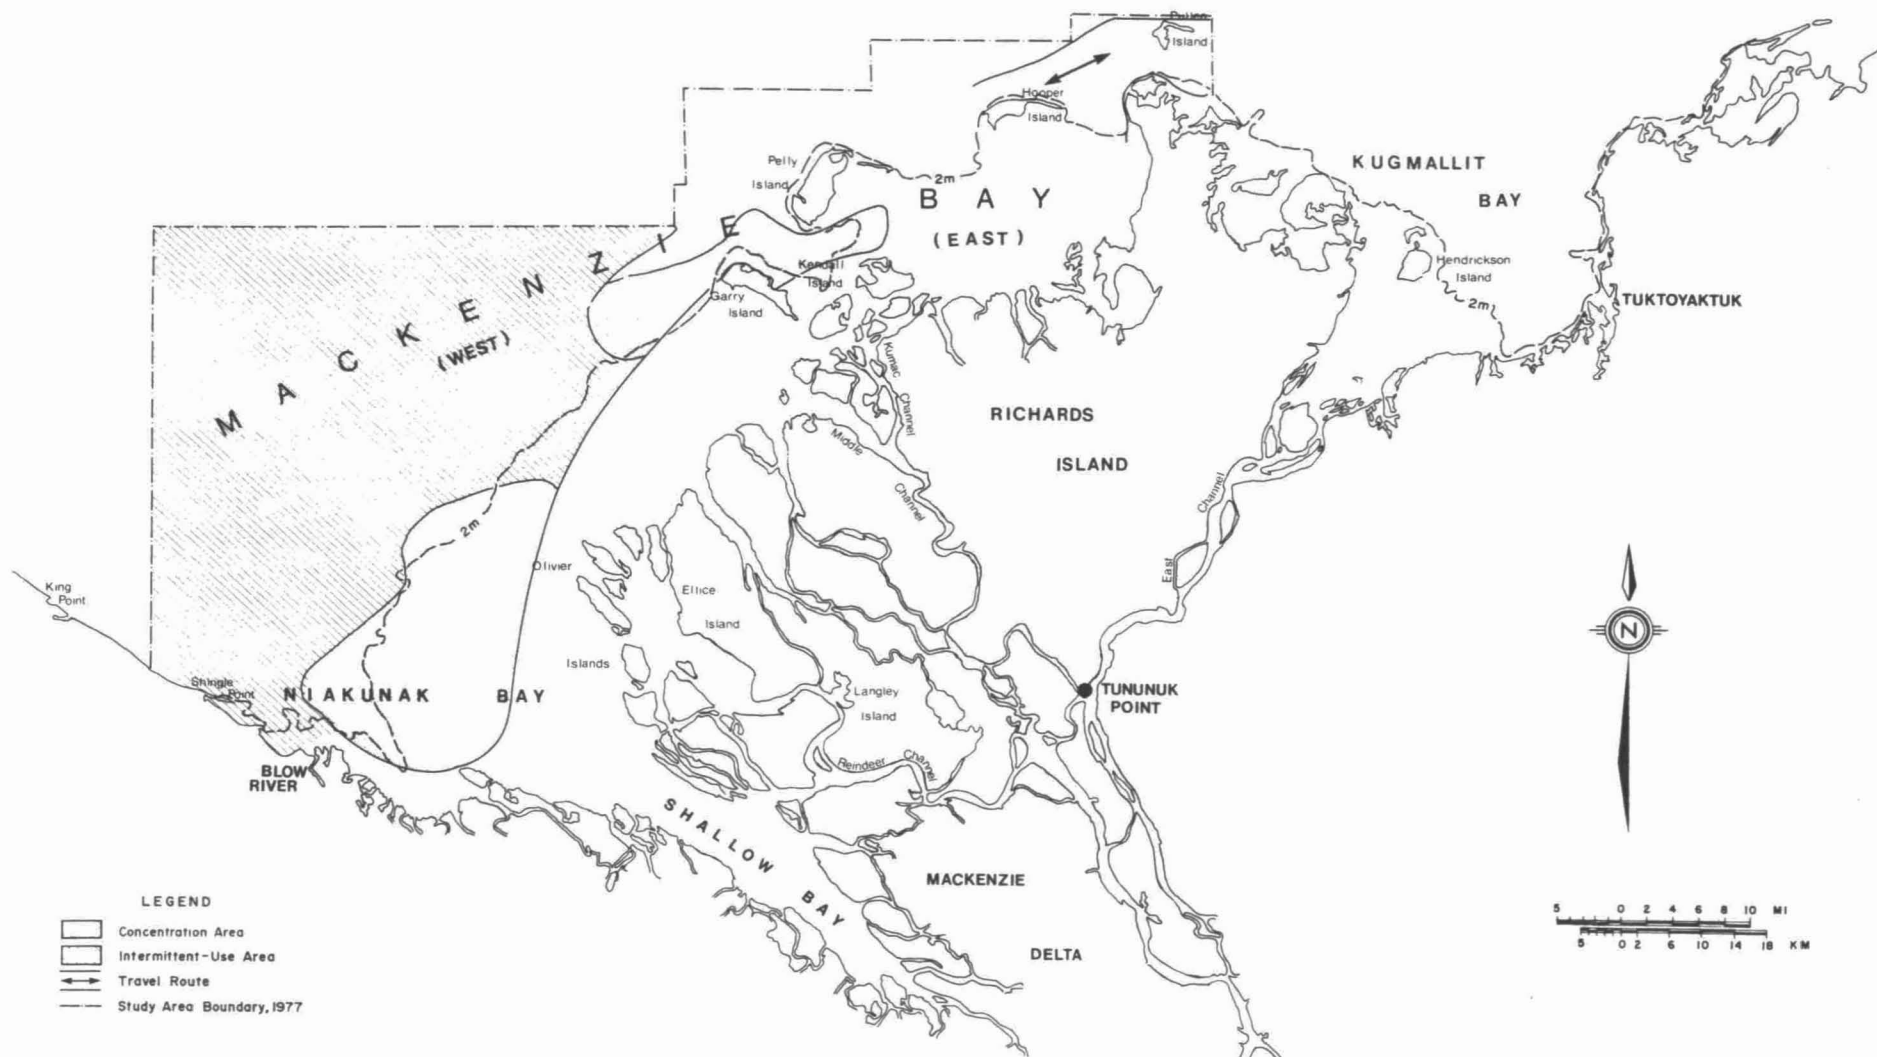 Pullen
Island
Hooper
Island
Pelly
Island
2m
BAY
(EAST)
KUGMALLIT
BAY
MACKENZIE
(WEST)
Kendall
Island
Garry
Island
Hendrickson
Island
2m
TUKTOYAKTUK
Kumac
Channel
Middle
Channel
RICHARDS
ISLAND
Channel
East
2m
Olivier
Islands
Ellice
Island
King
Point
Shingle
Point
NIAKUNAK BAY
Langley
Island
Reindeer Channel
TUNUNUK
POINT
N
BLOW
RIVER
SHALLOW BAY
MACKENZIE
DELTA
LEGEND
Concentration Area
Intermittent-Use Area
Travel Route
Study Area Boundary, 1977
5 0 2 4 6 8 10 MI
5 0 2 6 10 14 18 KM